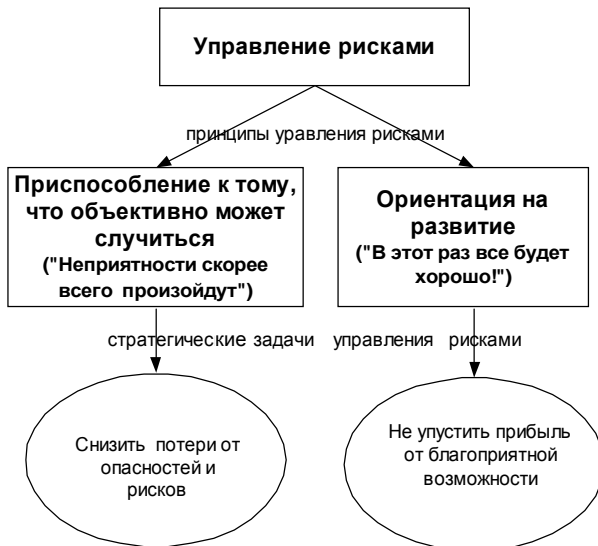 Управление рисками
принципы уравления рисками
Приспособление к тому,
что объективно может
случиться
("Неприятности скорее
всего произойдут")
Ориентация на
развитие
("В этот раз все будет
хорошо!")
стратегические задачи управления рисками
Снизить потери от
опасностей и
рисков
Не упустить прибыль
от благоприятной
возможности